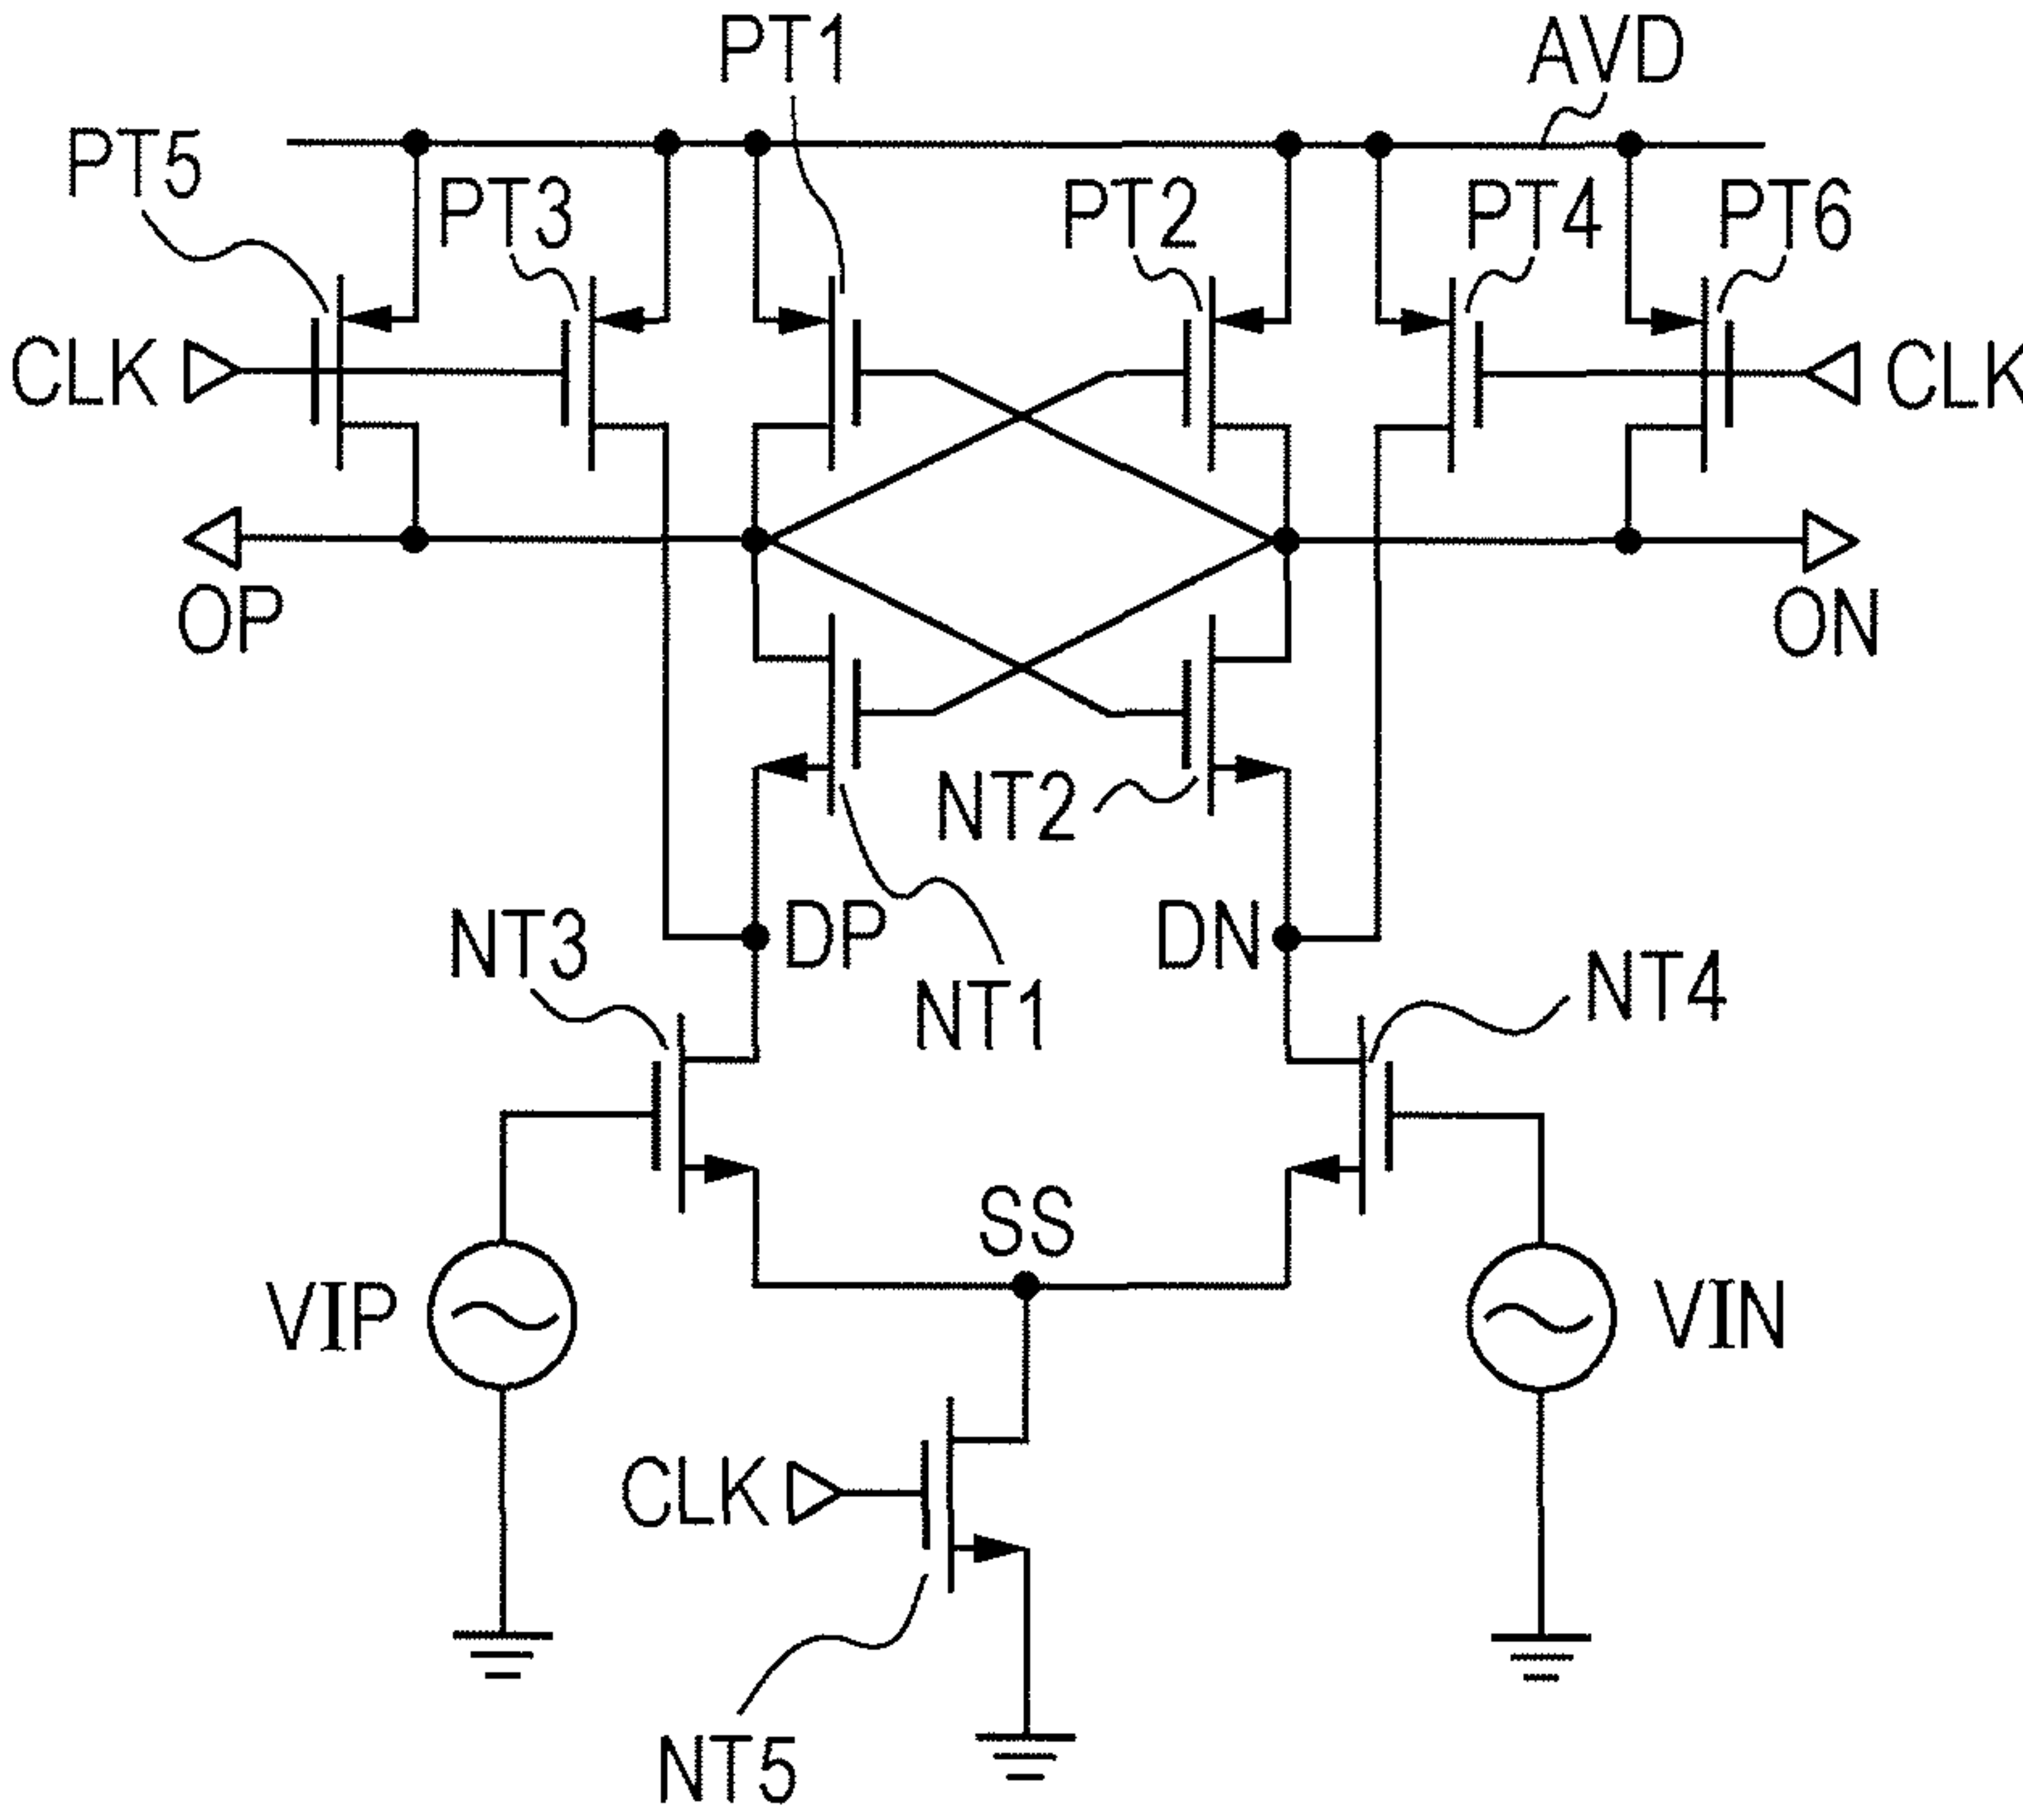 PT1
AVD
PT5
PT3
PT2
PT4
PT6
CLK
CLK
OP
ON
NT2
NT3
DP
DN
NT4
NT1
SS
VIP
VIN
CLK
NT5